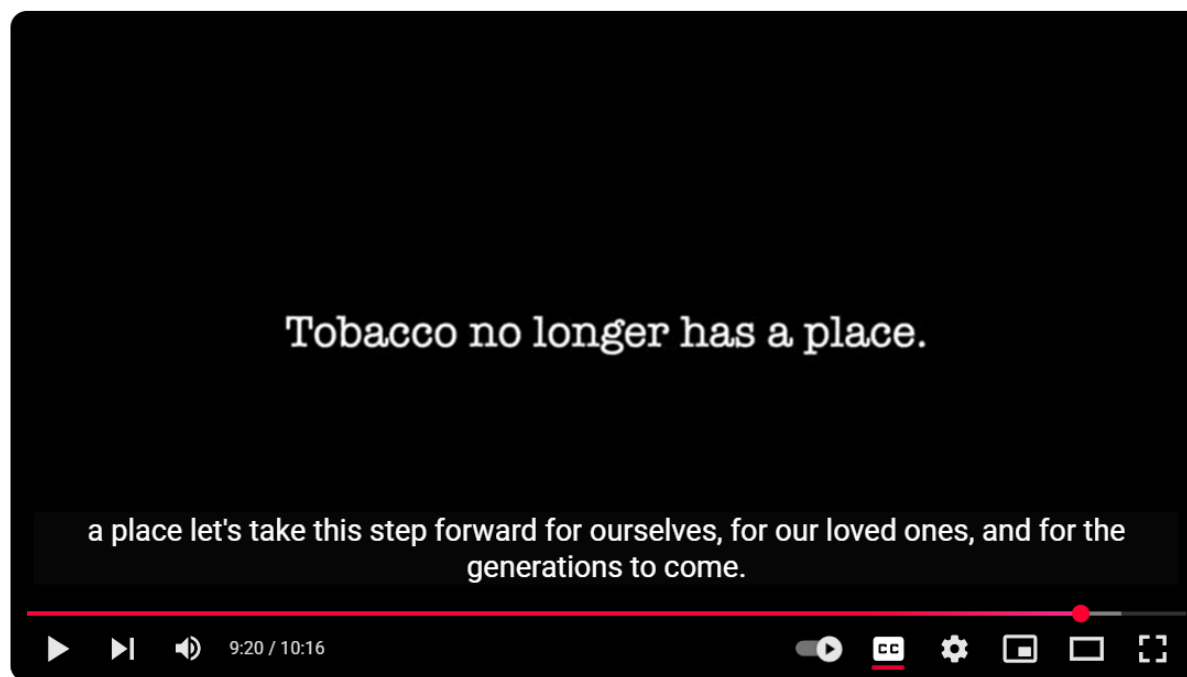 Tobacco no longer has a place.
a place let's take this step forward for ourselves, for our loved ones, and for the
generations to come.
9:20 / 10:16
CC